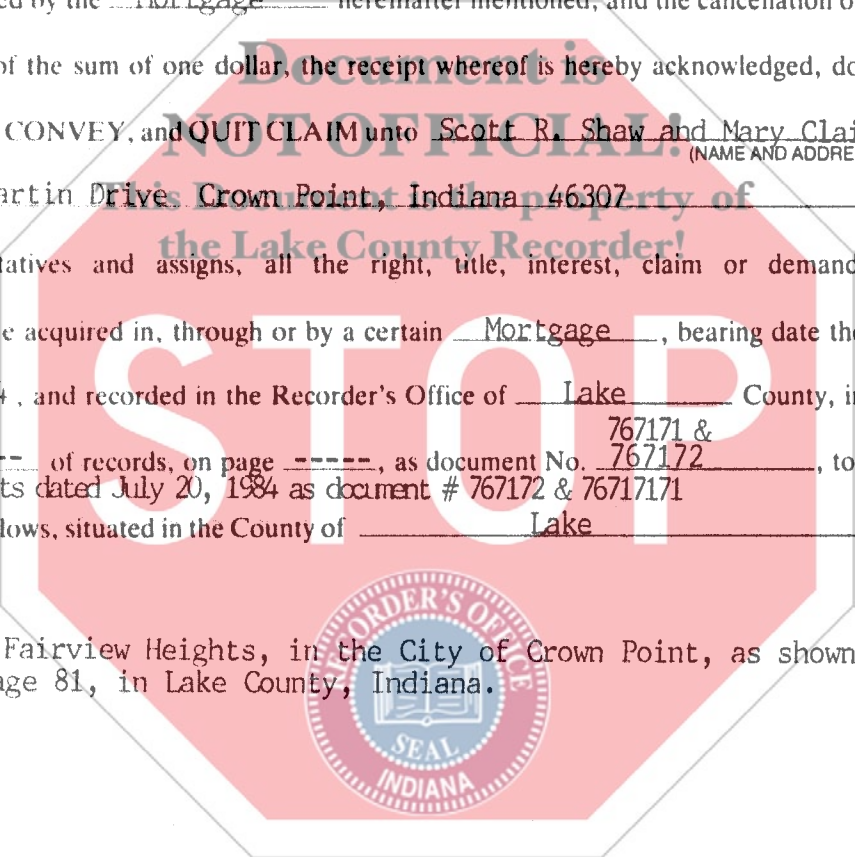 ed by the Mortgage hereinafter mentioned, and the cancellation o
of the sum of one dollar, the receipt whereof is hereby acknowledged, do
CONVEY, and QUIT CLAIM unto Scott R. Shaw and Mary Clai
(NAME AND ADDRE
artin Drive Crown Point, Indiana 46307
tatives and assigns, all the right, title, interest, claim or demand
e acquired in, through or by a certain Mortgage, bearing date the
4, and recorded in the Recorder's Office of Lake County, in
767171 &
-- of records, on page -----, as document No. 767172, to
ts dated July 20, 1984 as document # 767172 & 76717171
lows, situated in the County of Lake
Fairview Heights, in the City of Crown Point, as shown
age 81, in Lake County, Indiana.
Document is
NOT OFFICIAL!
This Document is the property of
the Lake County Recorder!
STOP
RECORDER'S OFFICE
SEAL
INDIANA